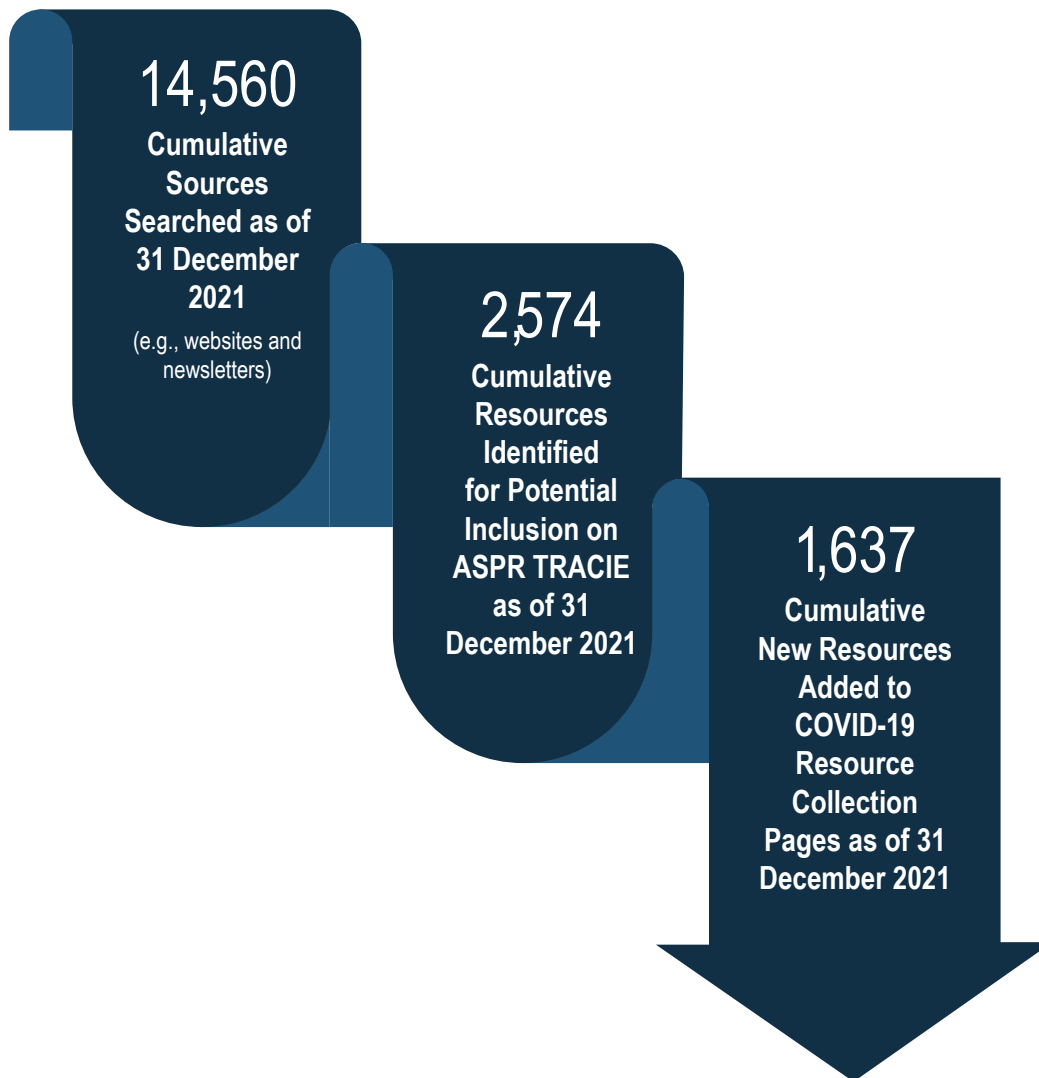 14,560
Cumulative
Sources
Searched as of
31 December
2021
(e.g., websites and
newsletters)
2,574
Cumulative
Resources
Identified
for Potential
Inclusion on
ASPR TRACIE
as of 31
December 2021
1,637
Cumulative
New Resources
Added to
COVID-19
Resource
Collection
Pages as of 31
December 2021